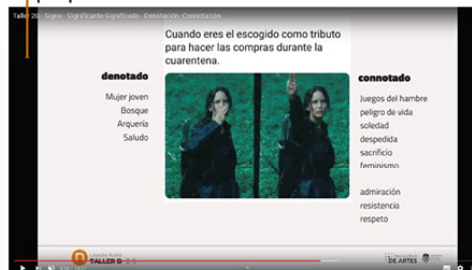 Taller 2B - Signo - Significante-Significado - Denotación -Connotación
Cuando eres el escogido como tributo
para hacer las compras durante la
cuarentena.
denotado
Mujer joven
Bosque
Arquería
Saludo
connotado
Juegos del hambre
peligro de vida
soledad
despedida
sacrificio
feminismo
admiración
resistencia
respeto
TALLER B
DE ARTES